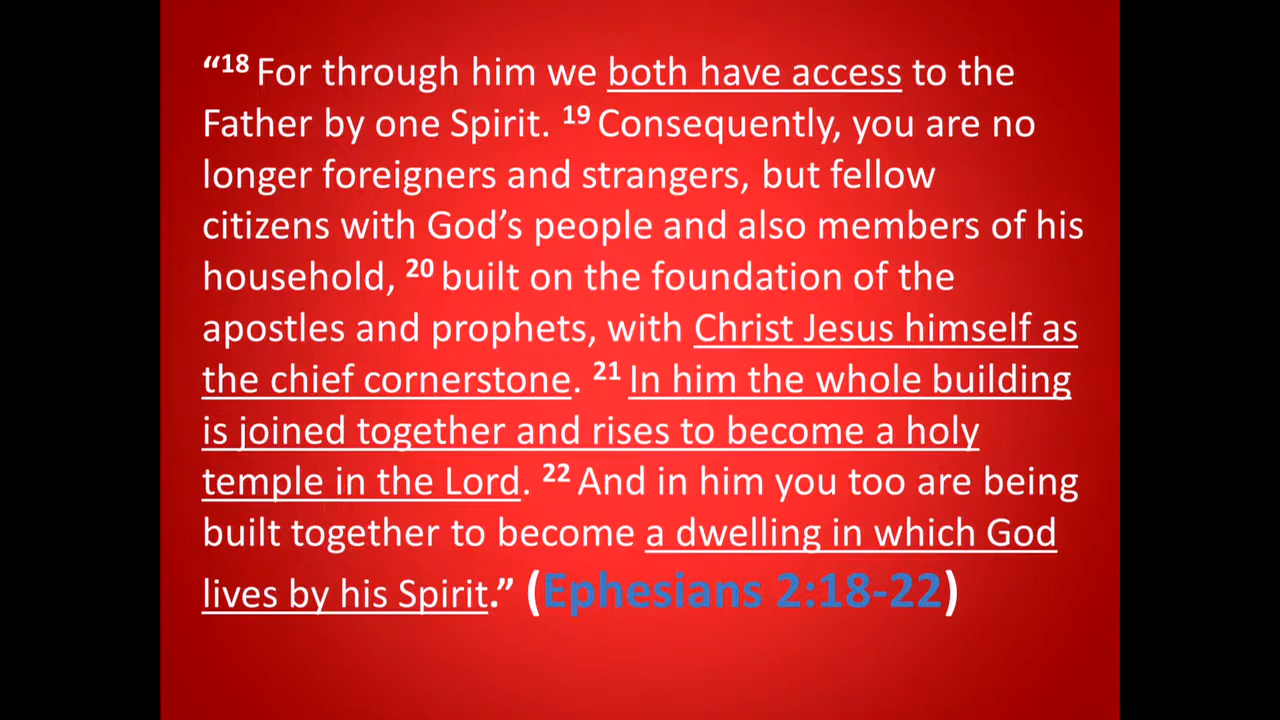 “18 For through him we both have access to the
Father by one Spirit. 19 Consequently, you are no
longer foreigners and strangers, but fellow
citizens with God’s people and also members of his
household, 20 built on the foundation of the
apostles and prophets, with Christ Jesus himself as
the chief cornerstone. 21 In him the whole building
is joined together and rises to become a holy
temple in the Lord. 22 And in him you too are being
built together to become a dwelling in which God
lives by his Spirit.” (Ephesians 2:18-22)